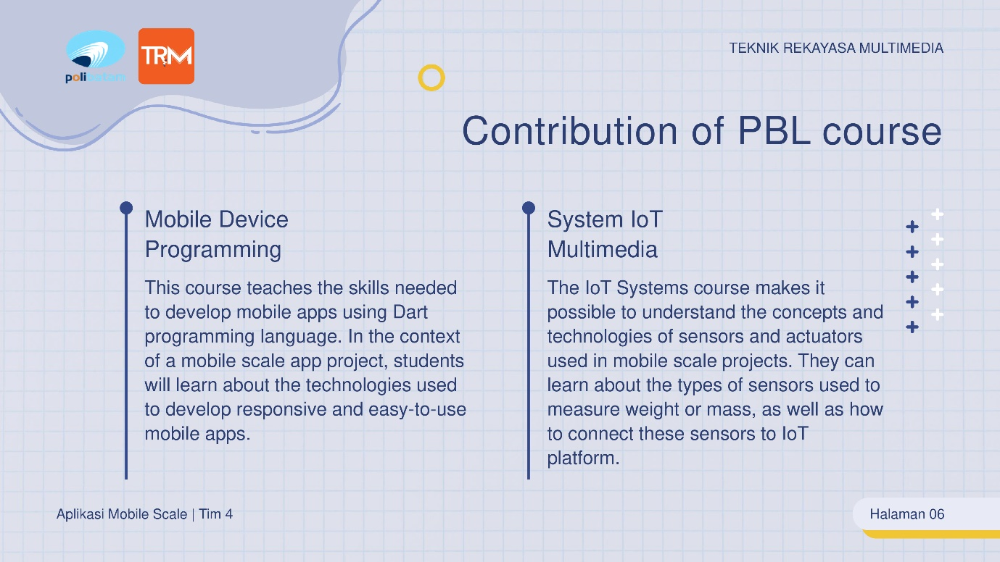 polibatam
TRM
TEKNIK REKAYASA MULTIMEDIA
Contribution of PBL course
Mobile Device
Programming
This course teaches the skills needed
to develop mobile apps using Dart
programming language. In the context
of a mobile scale app project, students
will learn about the technologies used
to develop responsive and easy-to-use
mobile apps.
System IoT
Multimedia
The IoT Systems course makes it
possible to understand the concepts and
technologies of sensors and actuators
used in mobile scale projects. They can
learn about the types of sensors used to
measure weight or mass, as well as how
to connect these sensors to IoT
platform.
Aplikasi Mobile Scale | Tim 4
Halaman 06